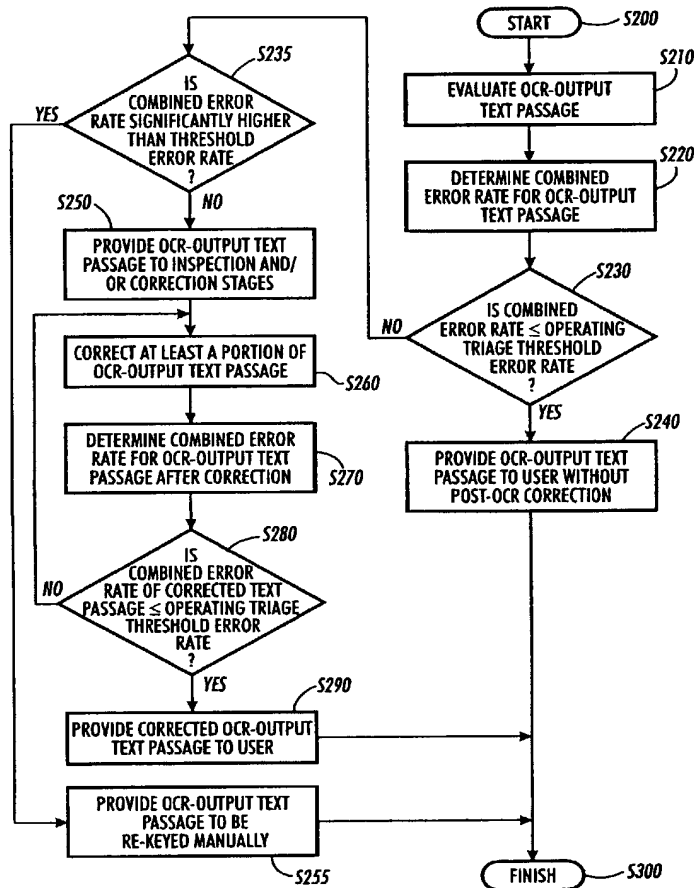 START
S200
S210
EVALUATE OCR-OUTPUT
TEXT PASSAGE
S220
DETERMINE COMBINED
ERROR RATE FOR OCR-OUTPUT
TEXT PASSAGE
S230
IS COMBINED
ERROR RATE ≤ OPERATING
TRIAGE THRESHOLD
ERROR RATE
?
NO
YES
S240
PROVIDE OCR-OUTPUT TEXT
PASSAGE TO USER WITHOUT
POST-OCR CORRECTION
S235
IS
COMBINED ERROR
RATE SIGNIFICANTLY HIGHER
THAN THRESHOLD
ERROR RATE
?
YES
NO
S250
PROVIDE OCR-OUTPUT TEXT
PASSAGE TO INSPECTION AND/
OR CORRECTION STAGES
CORRECT AT LEAST A PORTION OF
OCR-OUTPUT TEXT PASSAGE
S260
DETERMINE COMBINED ERROR
RATE FOR OCR-OUTPUT TEXT
PASSAGE AFTER CORRECTION
S270
S280
IS
COMBINED ERROR
RATE OF CORRECTED TEXT
PASSAGE ≤ OPERATING TRIAGE
THRESHOLD ERROR
RATE
?
NO
YES
S290
PROVIDE CORRECTED OCR-OUTPUT
TEXT PASSAGE TO USER
PROVIDE OCR-OUTPUT TEXT
PASSAGE TO BE
RE-KEYED MANUALLY
S255
FINISH
S300